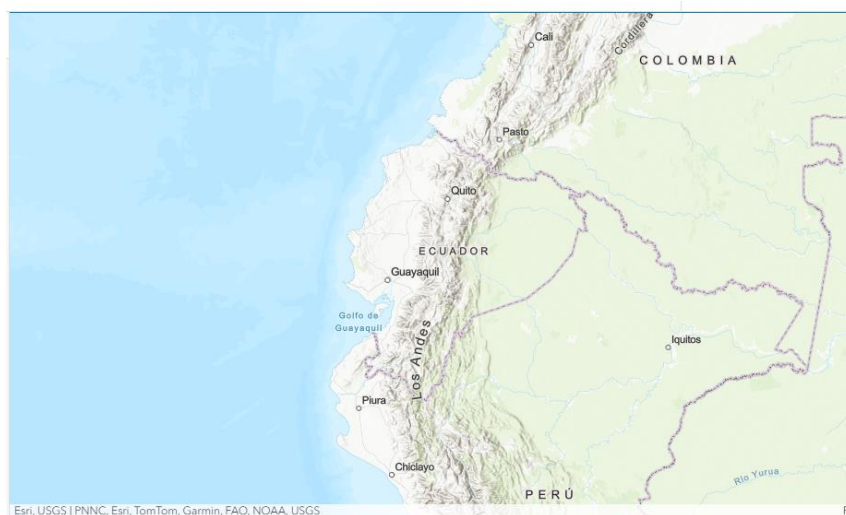 Cali
Cordillera
COLOMBIA
Pasto
Quito
ECUADOR
Guayaquil
Golfo de
Guayaquil
Los Andes
Iquitos
Piura
Chiclayo
Río Yurua
PERÚ
Esri, USGS | PNNC, Esri, TomTom, Garmin, FAO, NOAA, USGS